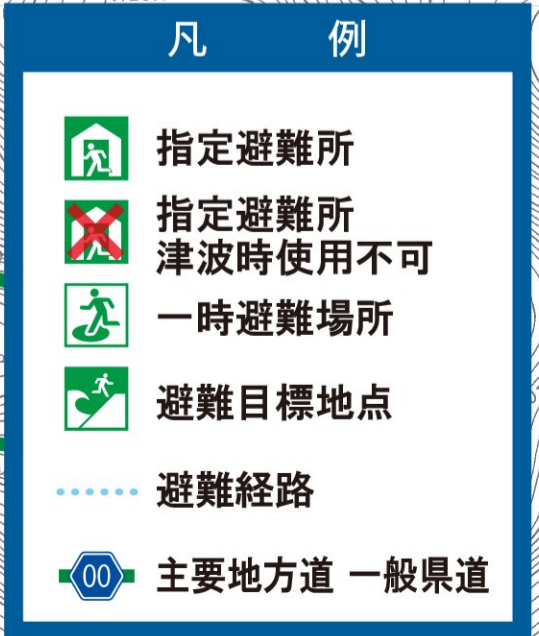 凡 例
指定避難所
指定避難所
津波時使用不可
一時避難場所
避難目標地点
避難経路
00 主要地方道 一般県道